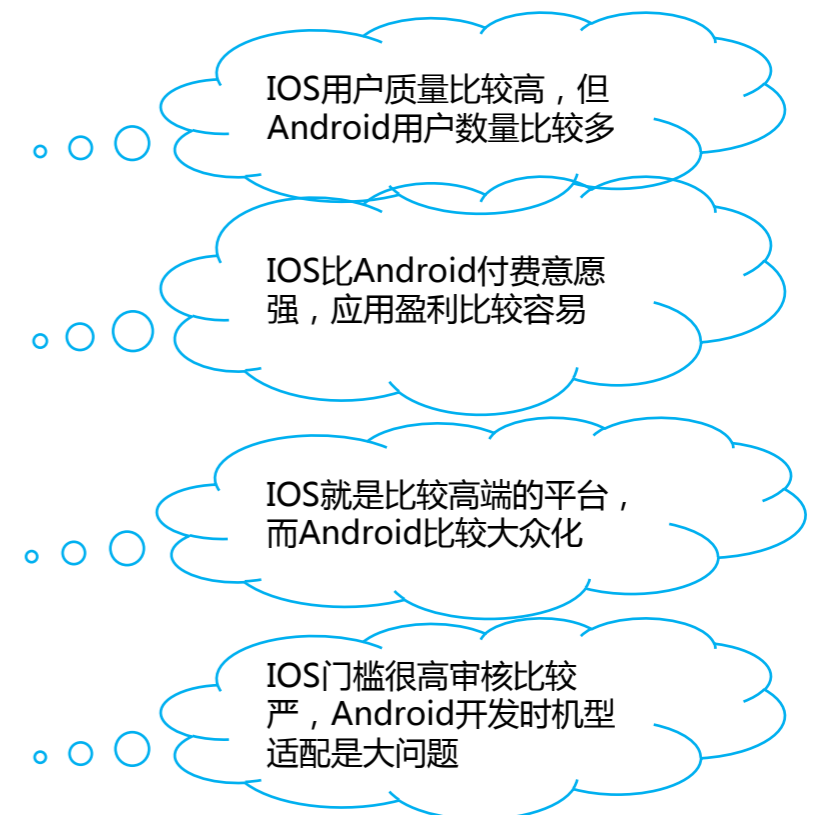 IOS用户质量比较高，但
Android用户数量比较多
IOS比Android付费意愿
强，应用盈利比较容易
IOS就是比较高端的平台，
而Android比较大众化
IOS门槛很高审核比较
严，Android开发时机型
适配是大问题